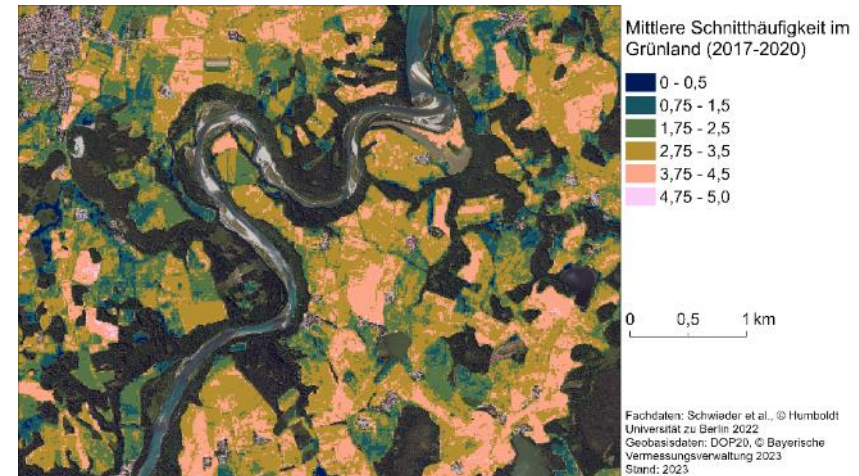 Mittlere Schnitthäufigkeit im
Grünland (2017-2020)
0 - 0,5
0,75 - 1,5
1,75 - 2,5
2,75 - 3,5
3,75 - 4,5
4,75 - 5,0
0 0,5 1 km
Fachdaten: Schwieder et al., © Humboldt
Universität zu Berlin 2022
Geobasisdaten: DOP20, © Bayerische
Vermessungsverwaltung 2023
Stand: 2023